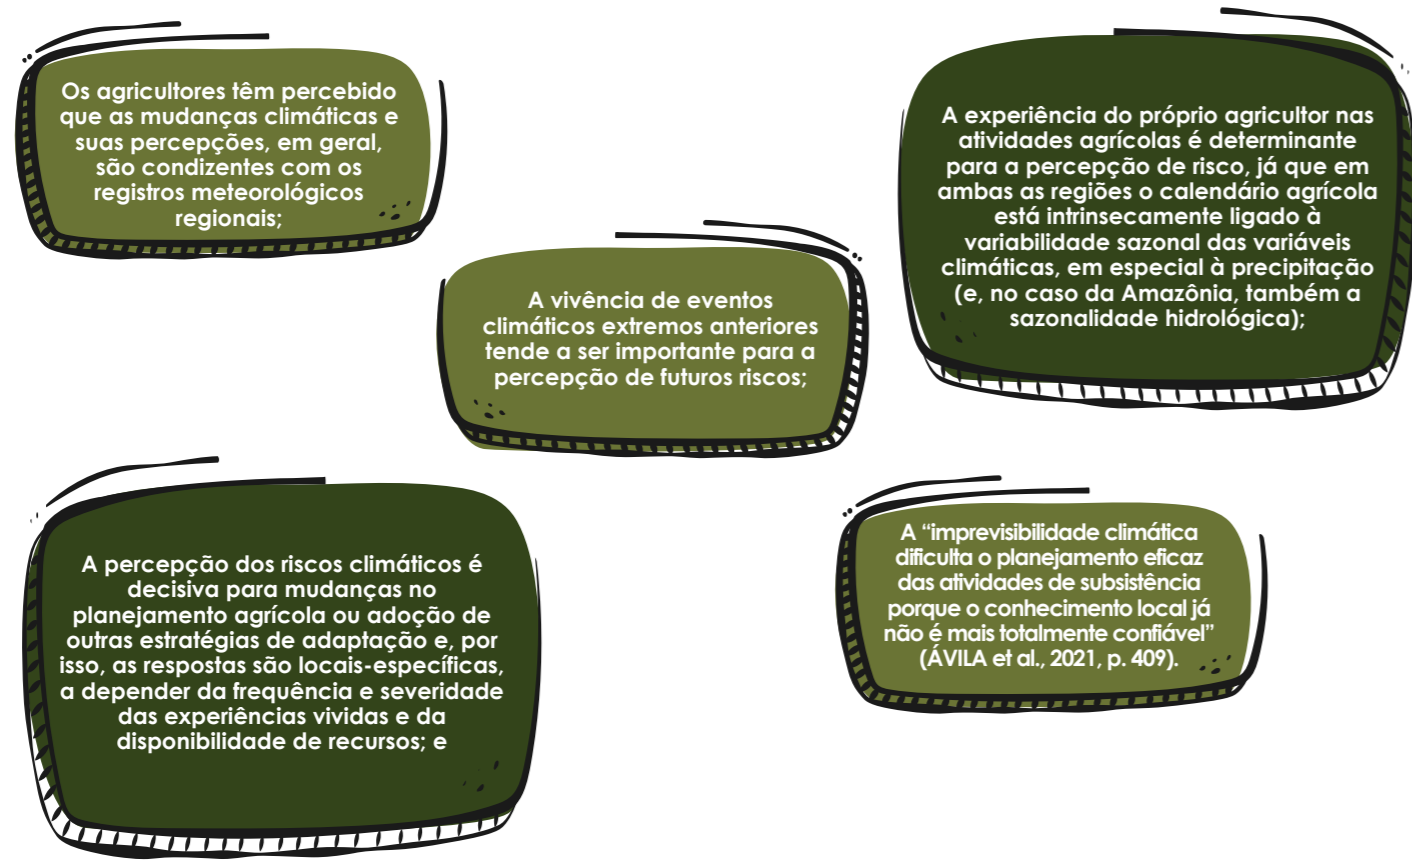 Os agricultores têm percebido
que as mudanças climáticas e
suas percepções, em geral,
são condizentes com os
registros meteorológicos
regionais;
A vivência de eventos
climáticos extremos anteriores
tende a ser importante para a
percepção de futuros riscos;
A experiência do próprio agricultor nas
atividades agrícolas é determinante
para a percepção de risco, já que em
ambas as regiões o calendário agrícola
está intrinsecamente ligado à
variabilidade sazonal das variáveis
climáticas, em especial à precipitação
(e, no caso da Amazônia, também a
sazonalidade hidrológica);
A percepção dos riscos climáticos é
decisiva para mudanças no
planejamento agrícola ou adoção de
outras estratégias de adaptação e, por
isso, as respostas são locais-específicas,
a depender da frequência e severidade
das experiências vividas e da
disponibilidade de recursos; e
A “imprevisibilidade climática
dificulta o planejamento eficaz
das atividades de subsistência
porque o conhecimento local já
não é mais totalmente confiável”
(ÁVILA et al., 2021, p. 409).